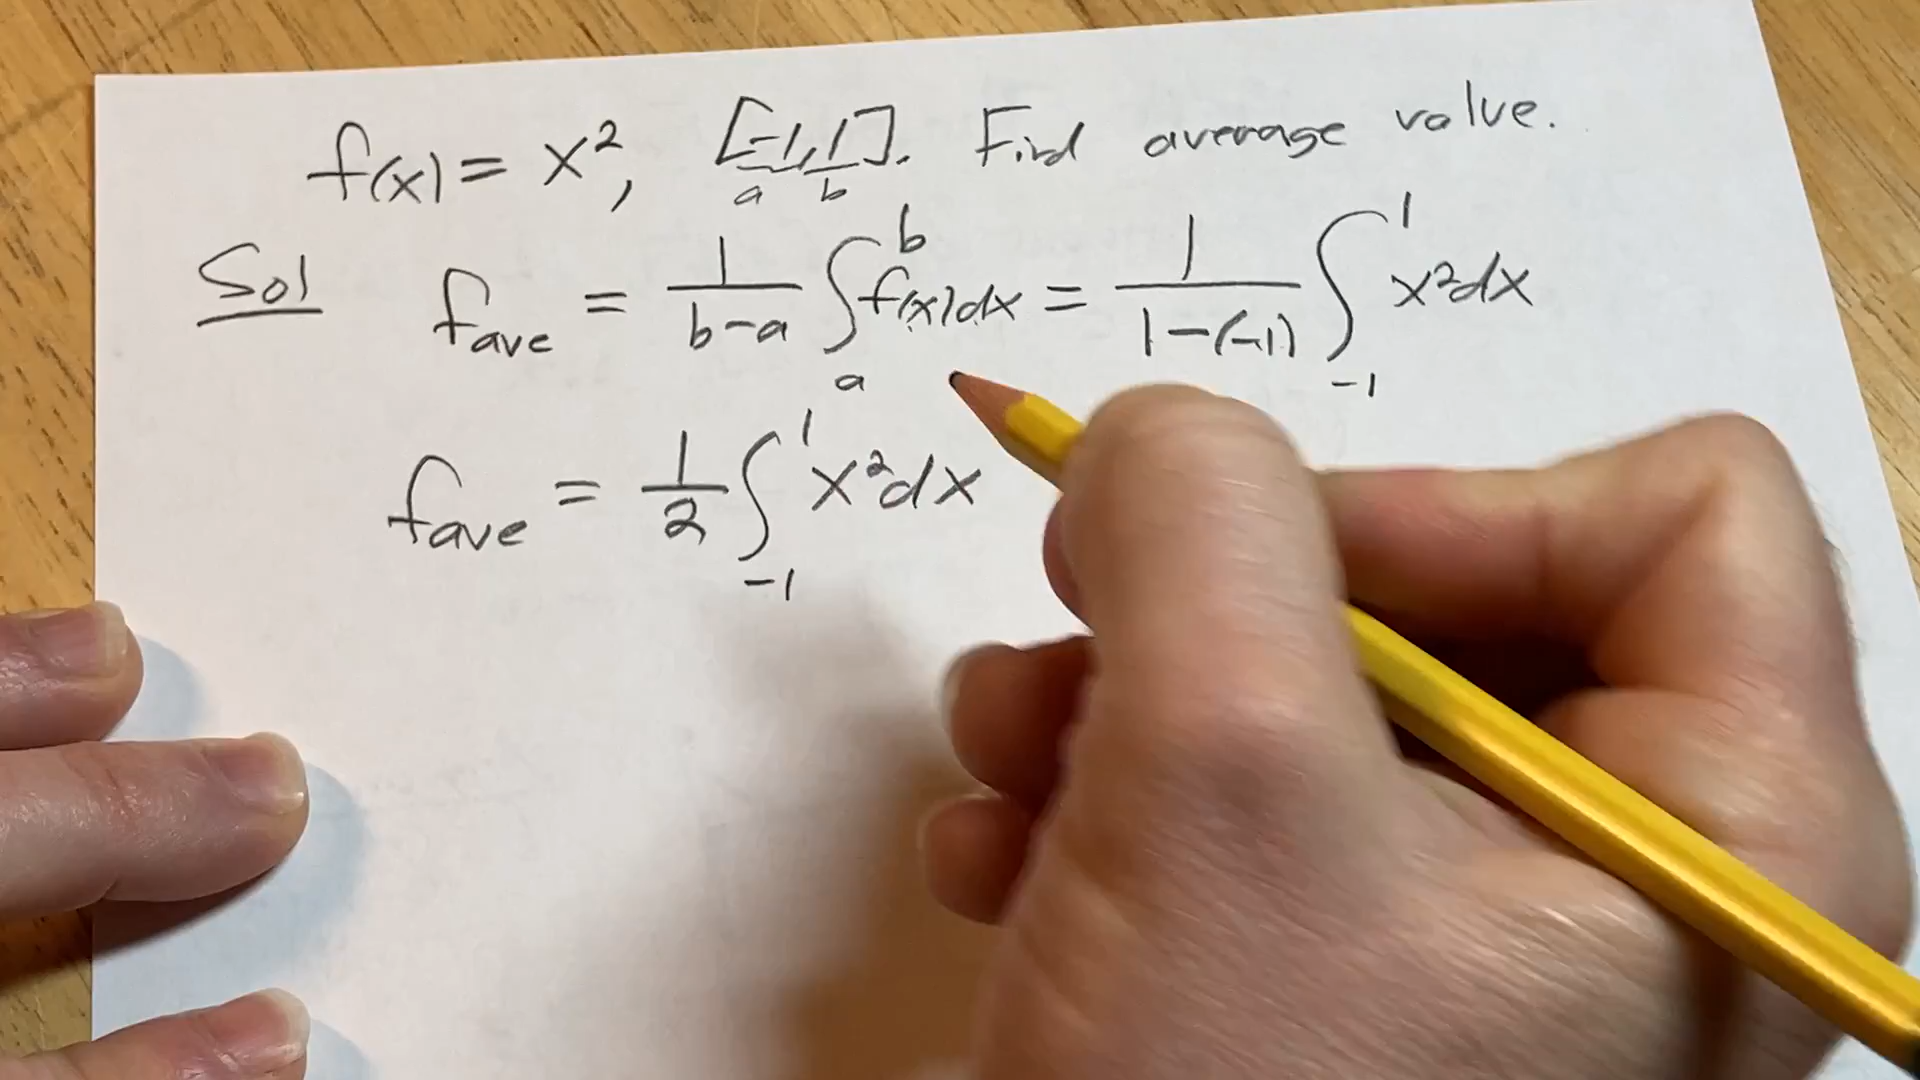 f(x) = x², [-1,1]. Find average value.
a b
Sol f_ave = 1/(b-a) ∫_a^b f(x)dx = 1/(1-(-1)) ∫_-1^1 x²dx
f_ave = 1/2 ∫_-1^1 x²dx